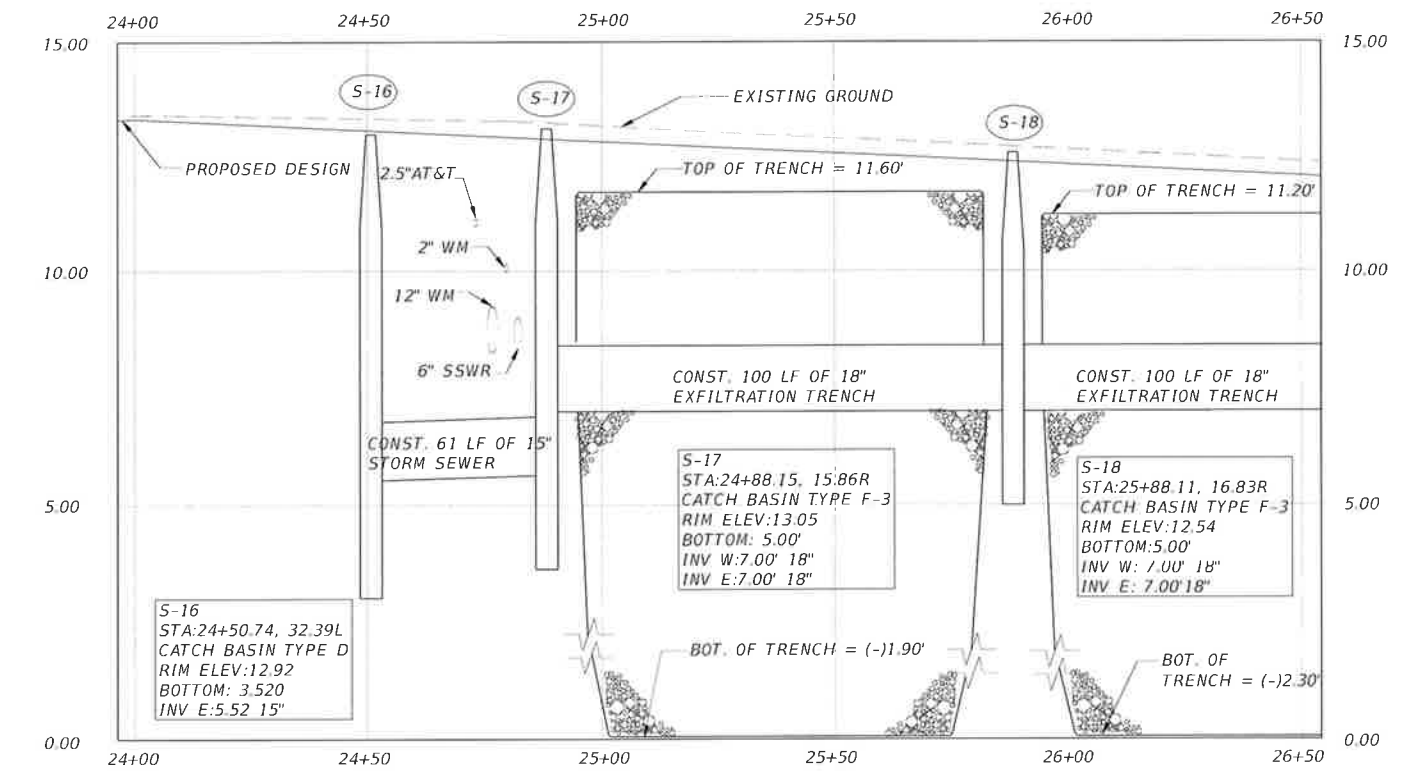 24+00 24+50 25+00 25+50 26+00 26+50
15.00 15.00
S-16
S-17
S-18
EXISTING GROUND
PROPOSED DESIGN
2.5"AT&T
TOP OF TRENCH = 11.60'
TOP OF TRENCH = 11.20'
2" WM
10.00 10.00
12" WM
6" SSWR
CONST. 100 LF OF 18"
EXFILTRATION TRENCH
CONST. 100 LF OF 18"
EXFILTRATION TRENCH
CONST. 61 LF OF 15"
STORM SEWER
5.00 5.00
S-17
STA:24+88.15, 15.86R
CATCH BASIN TYPE F-3
RIM ELEV:13.05
BOTTOM: 5.00'
INV W:7.00' 18"
INV E:7.00' 18"
S-18
STA:25+88.11, 16.83R
CATCH BASIN TYPE F-3
RIM ELEV:12.54
BOTTOM:5.00'
INV W: 7.00' 18"
INV E: 7.00'18"
S-16
STA:24+50.74, 32.39L
CATCH BASIN TYPE D
RIM ELEV:12.92
BOTTOM: 3.520
INV E:5.52 15"
BOT. OF TRENCH = (-)1.90'
BOT. OF
TRENCH = (-)2.30'
0.00 0.00
24+00 24+50 25+00 25+50 26+00 26+50